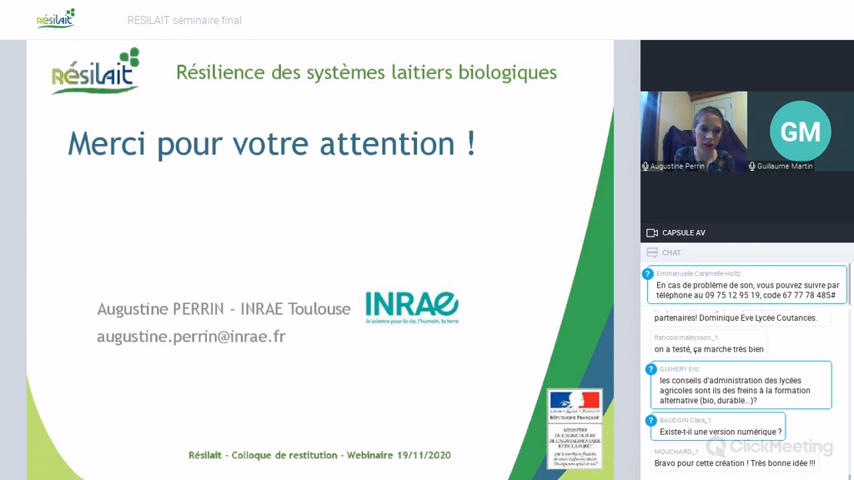 Résilait
RESILAIT séminaire final
Résilait
Résilience des systèmes laitiers biologiques
Merci pour votre attention !
Augustine PERRIN - INRAE Toulouse
augustine.perrin@inrae.fr
INRAE
la science pour la vie, l'humain, la terre
RÉPUBLIQUE FRANÇAISE
MINISTÈRE
DE L'AGRICULTURE
Résilait - Colloque de restitution - Webinaire 19/11/2020
GM
Augustine Perrin
Guillaume Martin
CAPSULE AV
CHAT
Emmanuelle Caramelle-Holtz
En cas de problème de son, vous pouvez suivre par
téléphone au 09 75 12 95 19, code 67 77 78 485#
partenaires! Dominique Eve Lycée Coutances.
francois maleysson_1
on a testé, ça marche très bien
GUIHERY Eric
les conseils d'administration des lycées
agricoles sont ils des freins à la formation
alternative (bio, durable...)?
BAUDOIN Clara_1
Existe-t-il une version numérique ?
MOUCHARD_1
ClickMeeting
Bravo pour cette création ! Très bonne idée !!!